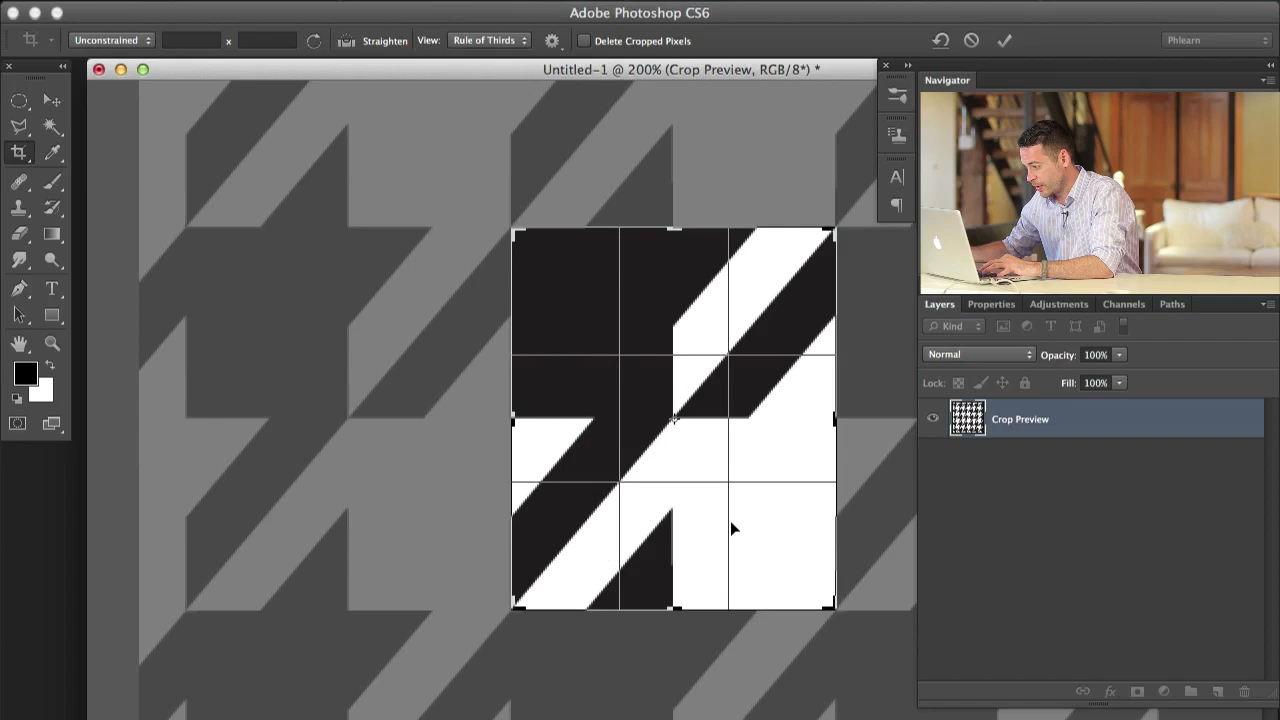 Adobe Photoshop CS6
Unconstrained x Straighten View: Rule of Thirds Delete Cropped Pixels Phlearn
Untitled-1 @ 200% (Crop Preview, RGB/8*) *
Navigator
Layers Properties Adjustments Channels Paths
Kind
Normal Opacity: 100%
Lock: Fill: 100%
Crop Preview